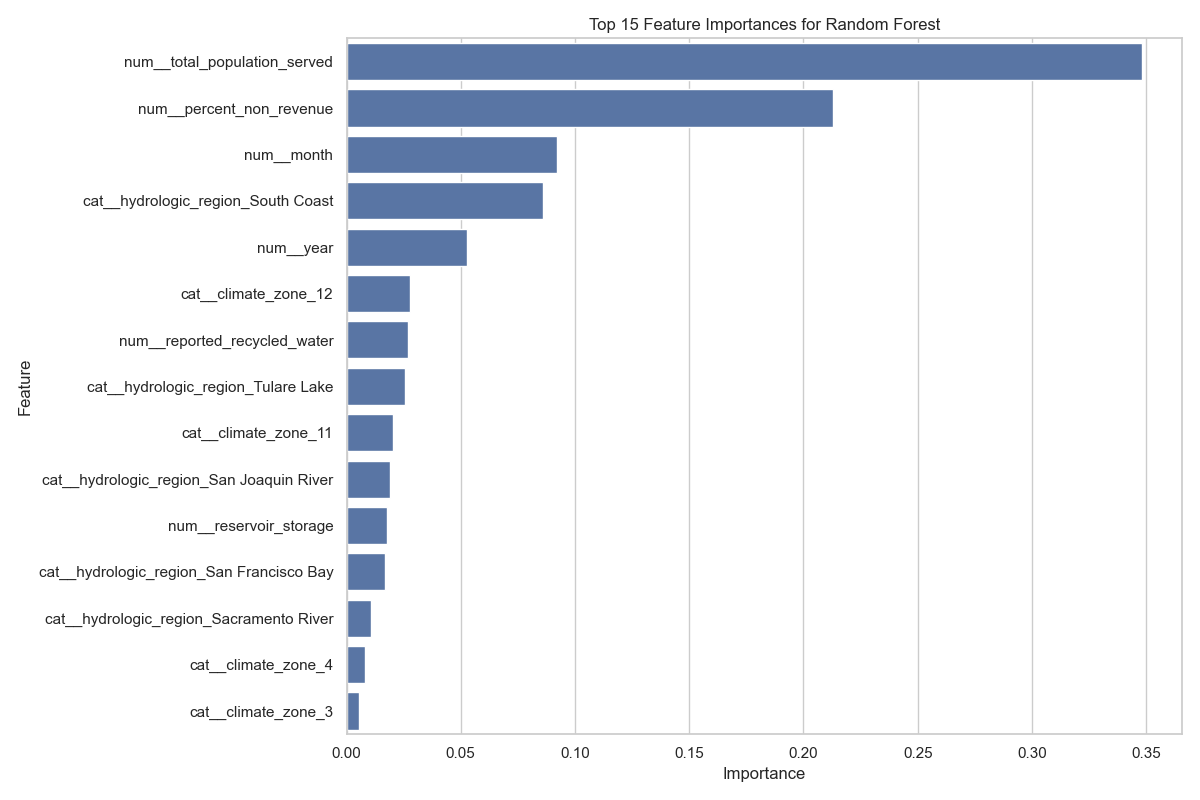 Top 15 Feature Importances for Random Forest
num__total_population_served
num__percent_non_revenue
num__month
cat__hydrologic_region_South Coast
num__year
cat__climate_zone_12
num__reported_recycled_water
cat__hydrologic_region_Tulare Lake
cat__climate_zone_11
cat__hydrologic_region_San Joaquin River
num__reservoir_storage
cat__hydrologic_region_San Francisco Bay
cat__hydrologic_region_Sacramento River
cat__climate_zone_4
cat__climate_zone_3
Feature
0.00 0.05 0.10 0.15 0.20 0.25 0.30 0.35
Importance